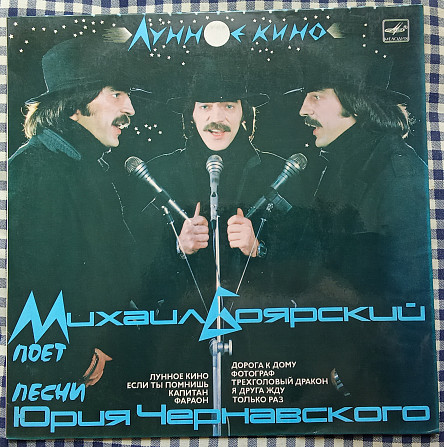 Лунное кино
МЕЛОДИЯ
Михаил Боярский
поет
песни
Юрия Чернавского
ЛУННОЕ КИНО
ЕСЛИ ТЫ ПОМНИШЬ
КАПИТАН
ФАРАОН
ДОРОГА К ДОМУ
ФОТОГРАФ
ТРЕХГОЛОВЫЙ ДРАКОН
Я ДРУГА ЖДУ
ТОЛЬКО РАЗ